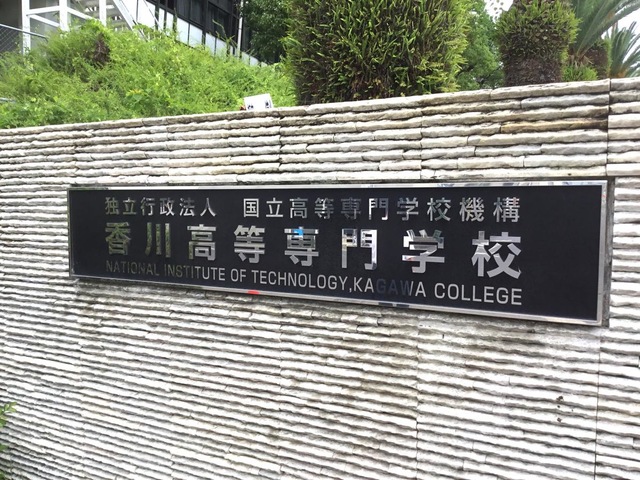 独立行政法人 国立高等専門学校機構
香川高等専門学校
NATIONAL INSTITUTE OF TECHNOLOGY,KAGAWA COLLEGE